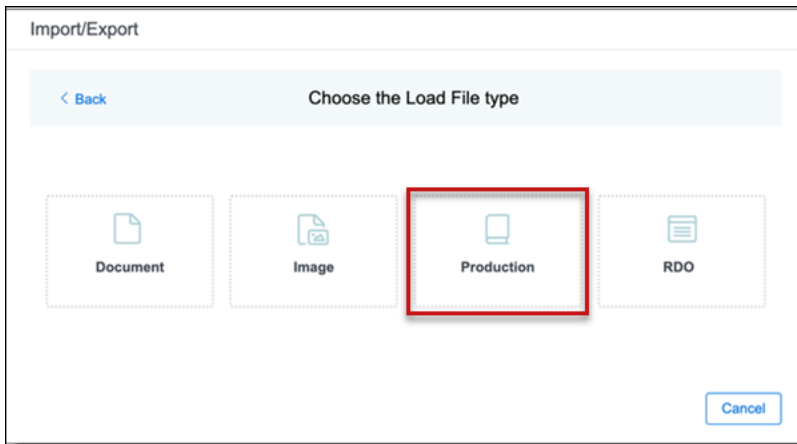 Import/Export
Back
Choose the Load File type
Document
Image
Production
RDO
Cancel